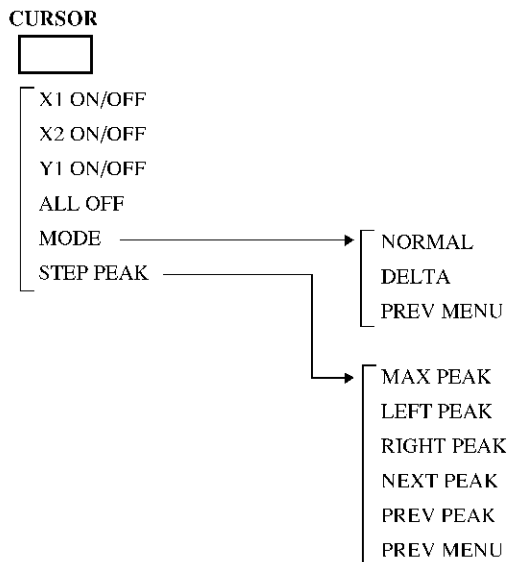 CURSOR
X1 ON/OFF
X2 ON/OFF
Y1 ON/OFF
ALL OFF
MODE
STEP PEAK
NORMAL
DELTA
PREV MENU
MAX PEAK
LEFT PEAK
RIGHT PEAK
NEXT PEAK
PREV PEAK
PREV MENU